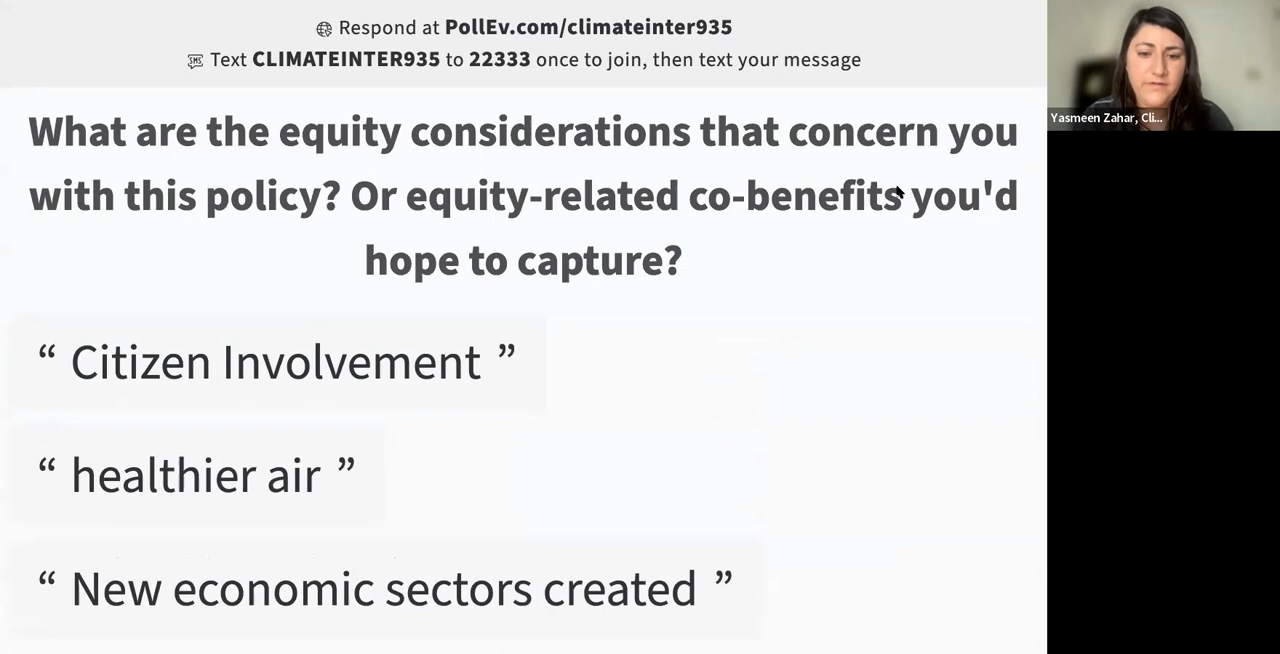 Respond at PollEv.com/climateinter935
Text CLIMATEINTER935 to 22333 once to join, then text your message
What are the equity considerations that concern you
with this policy? Or equity-related co-benefits you'd
hope to capture?
“ Citizen Involvement ”
“ healthier air ”
“ New economic sectors created ”
Yasmeen Zahar, Cli...